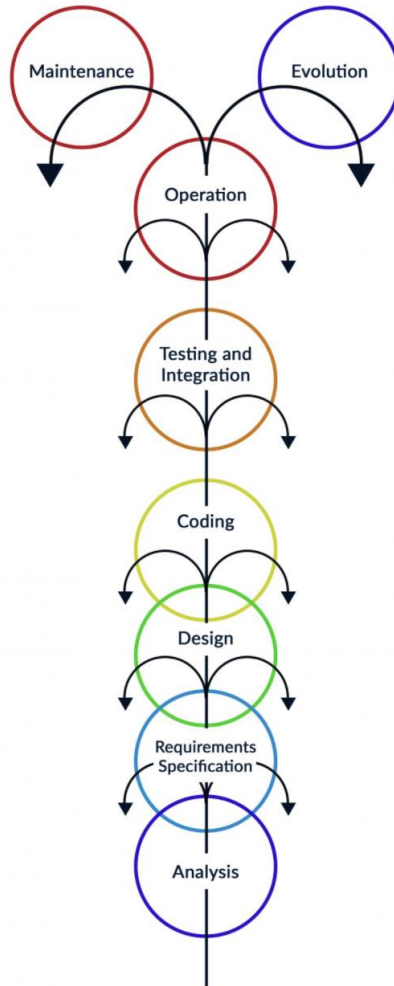 Maintenance
Evolution
Operation
Testing and
Integration
Coding
Design
Requirements
Specification
Analysis